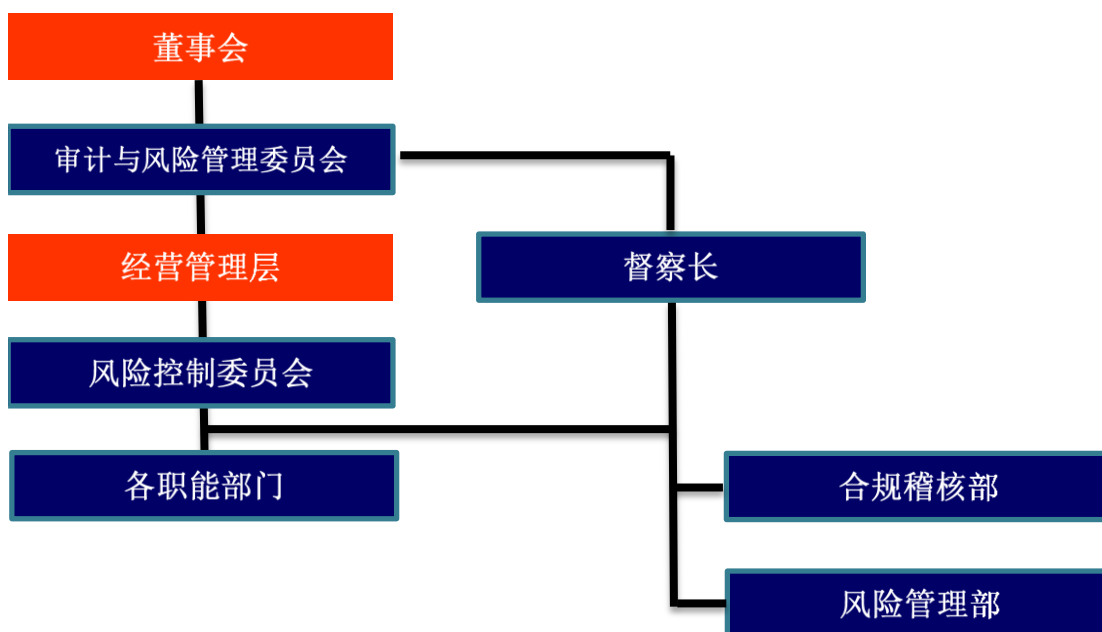 董事会
审计与风险管理委员会
经营管理层
督察长
风险控制委员会
各职能部门
合规稽核部
风险管理部